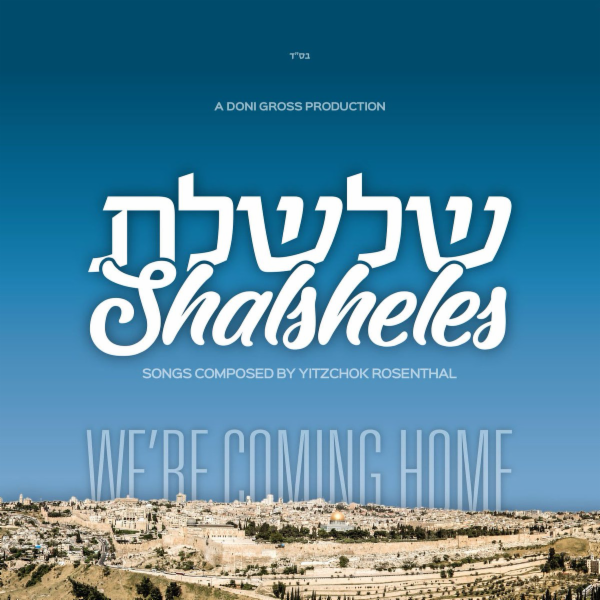 בס"ד
A DONI GROSS PRODUCTION
שלשלת
Shalsheles
SONGS COMPOSED BY YITZCHOK ROSENTHAL
WE'RE COMING HOME